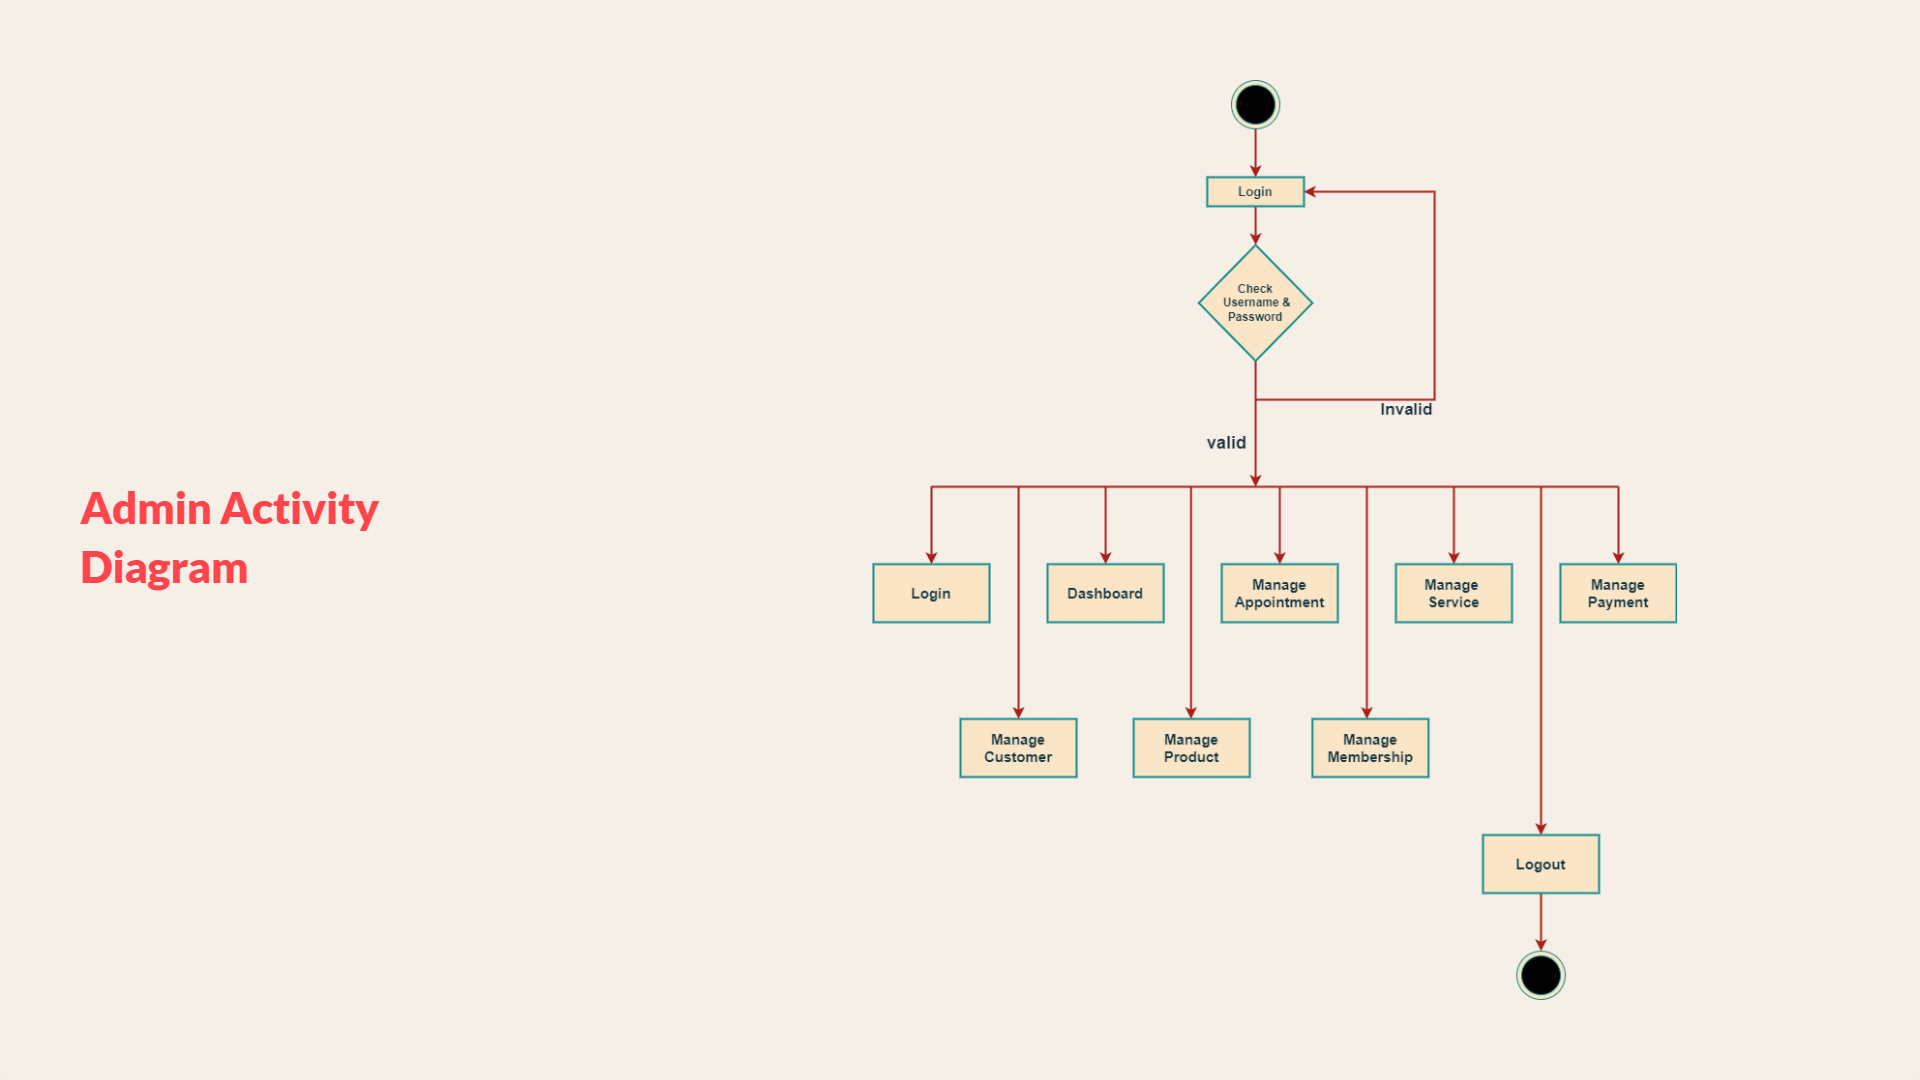 Admin Activity
Diagram
Login
Check
Username &
Password
Invalid
valid
Login
Dashboard
Manage
Appointment
Manage
Service
Manage
Payment
Manage
Customer
Manage
Product
Manage
Membership
Logout